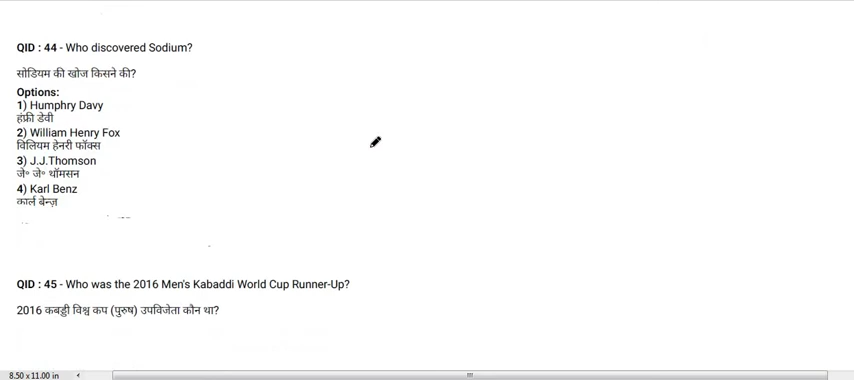 QID : 44 - Who discovered Sodium?
सोडियम की खोज किसने की?
Options:
1) Humphry Davy
हंफ्री डेवी
2) William Henry Fox
विलियम हेनरी फॉक्स
3) J.J.Thomson
जे॰ जे॰ थॉमसन
4) Karl Benz
कार्ल बेन्ज़
QID : 45 - Who was the 2016 Men's Kabaddi World Cup Runner-Up?
2016 कबड्डी विश्व कप (पुरुष) उपविजेता कौन था?
8.50 x 11.00 in